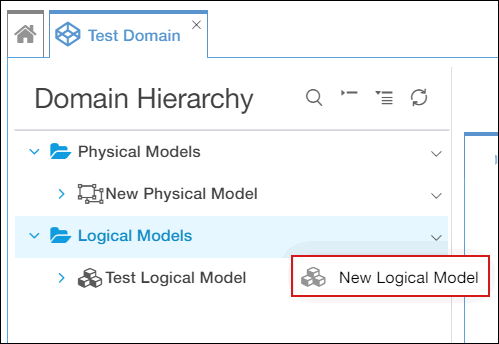 Test Domain
Domain Hierarchy
Physical Models
New Physical Model
Logical Models
Test Logical Model
New Logical Model